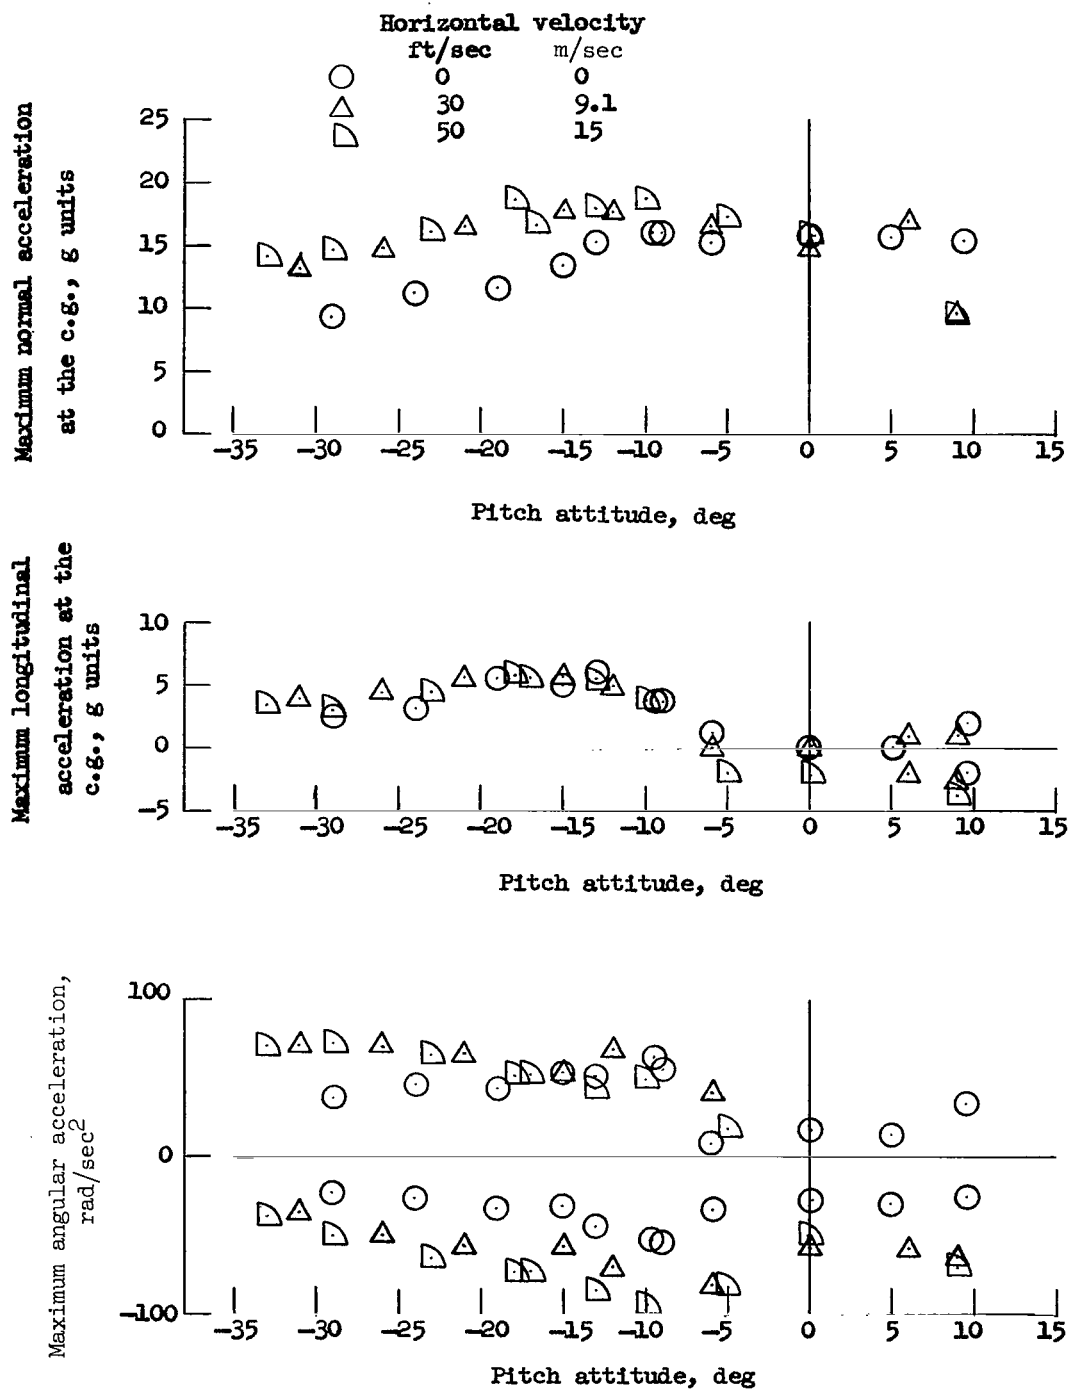 Horizontal velocity
ft/sec m/sec
0 0
30 9.1
50 15
Maximum normal acceleration
at the c.g., g units
25
20
15
10
5
0
-35 -30 -25 -20 -15 -10 -5 0 5 10 15
Pitch attitude, deg
Maximum longitudinal
acceleration at the
c.g., g units
10
5
0
-5
-35 -30 -25 -20 -15 -10 -5 0 5 10 15
Pitch attitude, deg
Maximum angular acceleration,
rad/sec²
100
0
-100
-35 -30 -25 -20 -15 -10 -5 0 5 10 15
Pitch attitude, deg